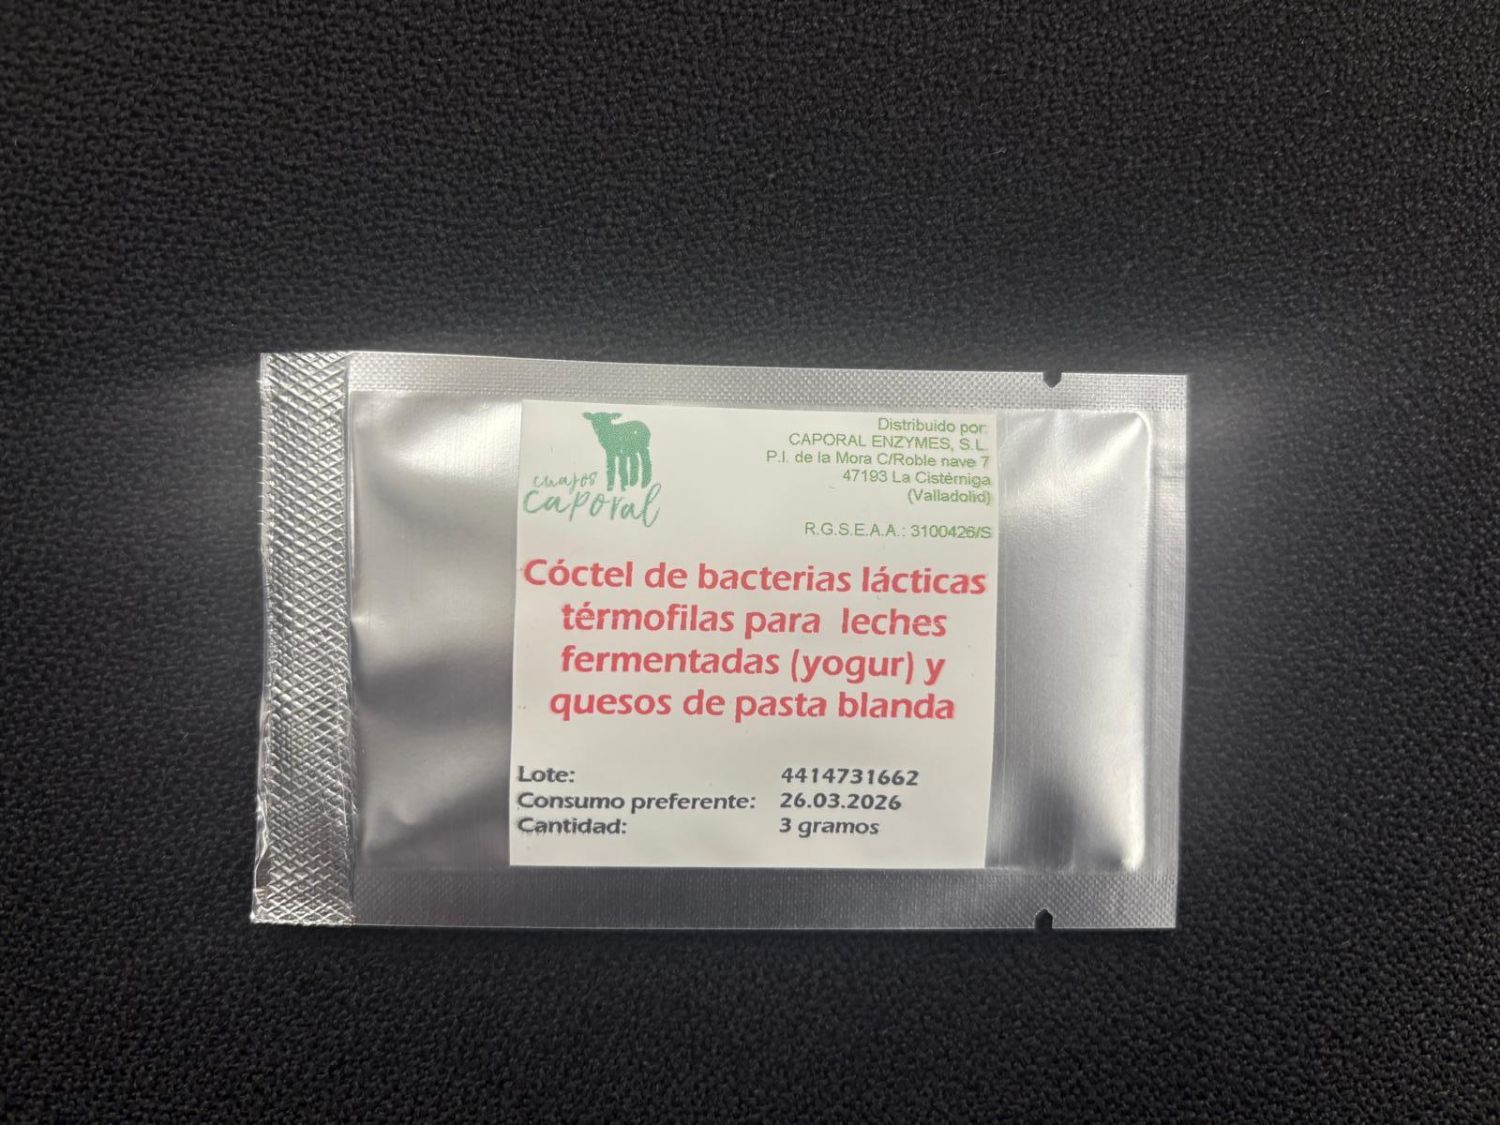 cuajos
caporal
Distribuido por:
CAPORAL ENZYMES, S.L.
P.I. de la Mora C/Roble nave 7
47193 La Cistérniga
(Valladolid)
R.G.S.E.A.A.: 3100426/S
Cóctel de bacterias lácticas
térmofilas para leches
fermentadas (yogur) y
quesos de pasta blanda
Lote: 4414731662
Consumo preferente: 26.03.2026
Cantidad: 3 gramos